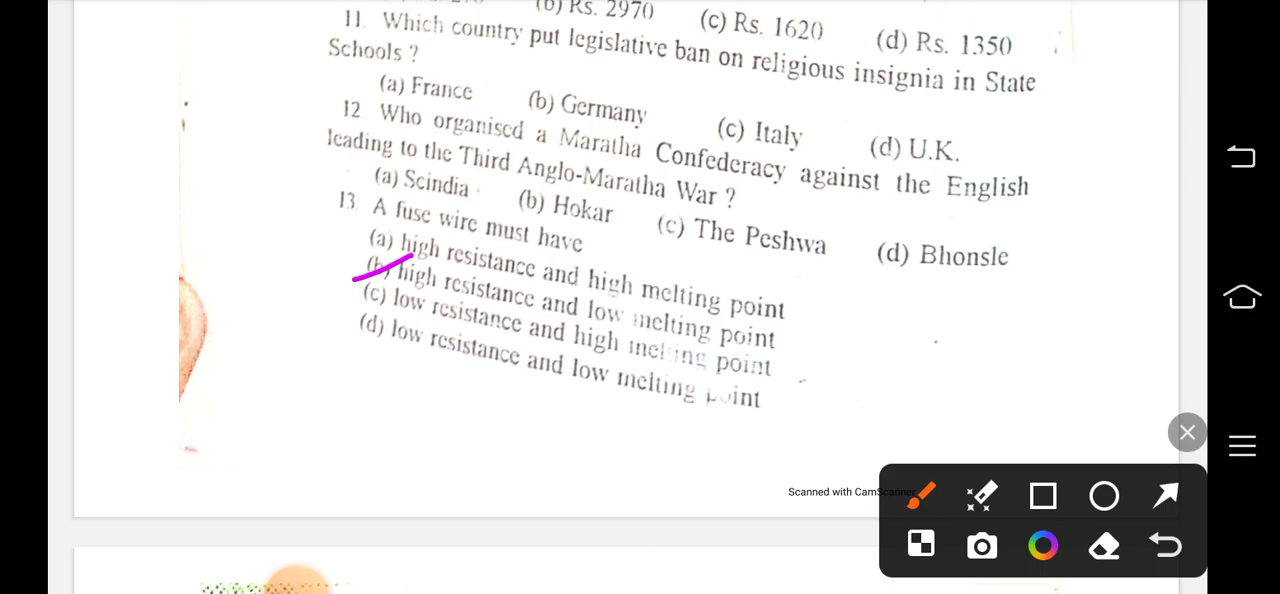 (b) Rs. 2970 (c) Rs. 1620 (d) Rs. 1350
11. Which country put legislative ban on religious insignia in State
Schools ?
(a) France (b) Germany (c) Italy (d) U.K.
12. Who organised a Maratha Confederacy against the English
leading to the Third Anglo-Maratha War ?
(a) Scindia (b) Hokar (c) The Peshwa (d) Bhonsle
13. A fuse wire must have
(a) high resistance and high melting point
(b) high resistance and low melting point
(c) low resistance and high melting point
(d) low resistance and low melting point
Scanned with CamScanner